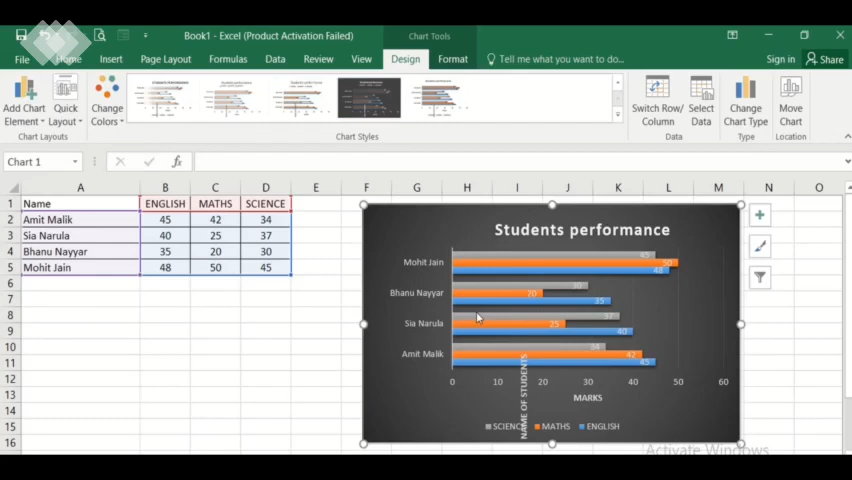 Book1 - Excel (Product Activation Failed)
Chart Tools
File Home Insert Page Layout Formulas Data Review View Design Format Tell me what you want to do... Sign in Share
Add Chart Element
Quick Layout
Change Colors
Switch Row/ Column
Select Data
Change Chart Type
Move Chart
Chart Layouts Chart Styles Data Type Location
Chart 1 fx
A B C D E F G H I J K L M N O
1 Name ENGLISH MATHS SCIENCE
2 Amit Malik 45 42 34
3 Sia Narula 40 25 37
4 Bhanu Nayyar 35 20 30
5 Mohit Jain 48 50 45
6
7
8
9
10
11
12
13
14
15
16
Students performance
Mohit Jain 45 50 48
Bhanu Nayyar 30 20 35
Sia Narula 37 25 40
Amit Malik 34 42 45
0 10 20 30 40 50 60
MARKS
NAME OF STUDENTS
SCIENCE MATHS ENGLISH
Activate Windows